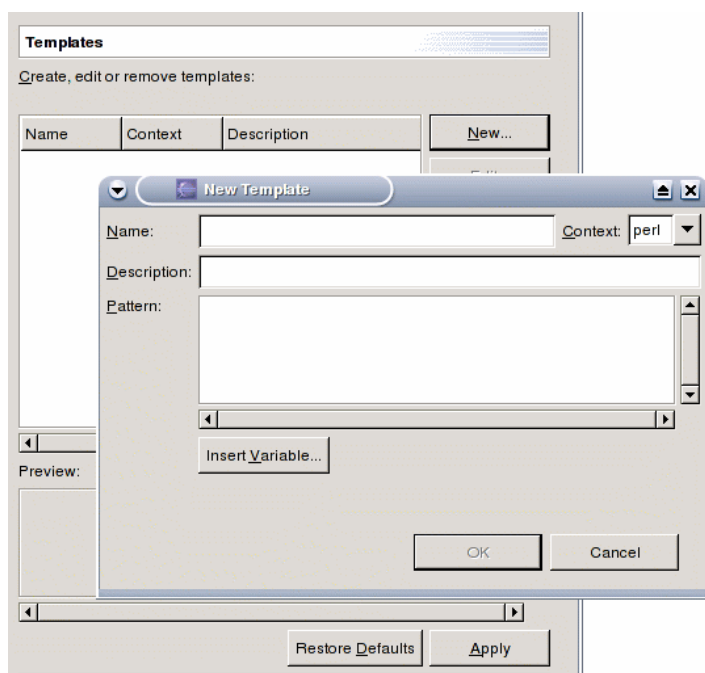 Templates
Create, edit or remove templates:
Name Context Description New...
New Template
Name: Context: perl
Description:
Pattern:
Insert Variable...
Preview:
OK Cancel
Restore Defaults Apply